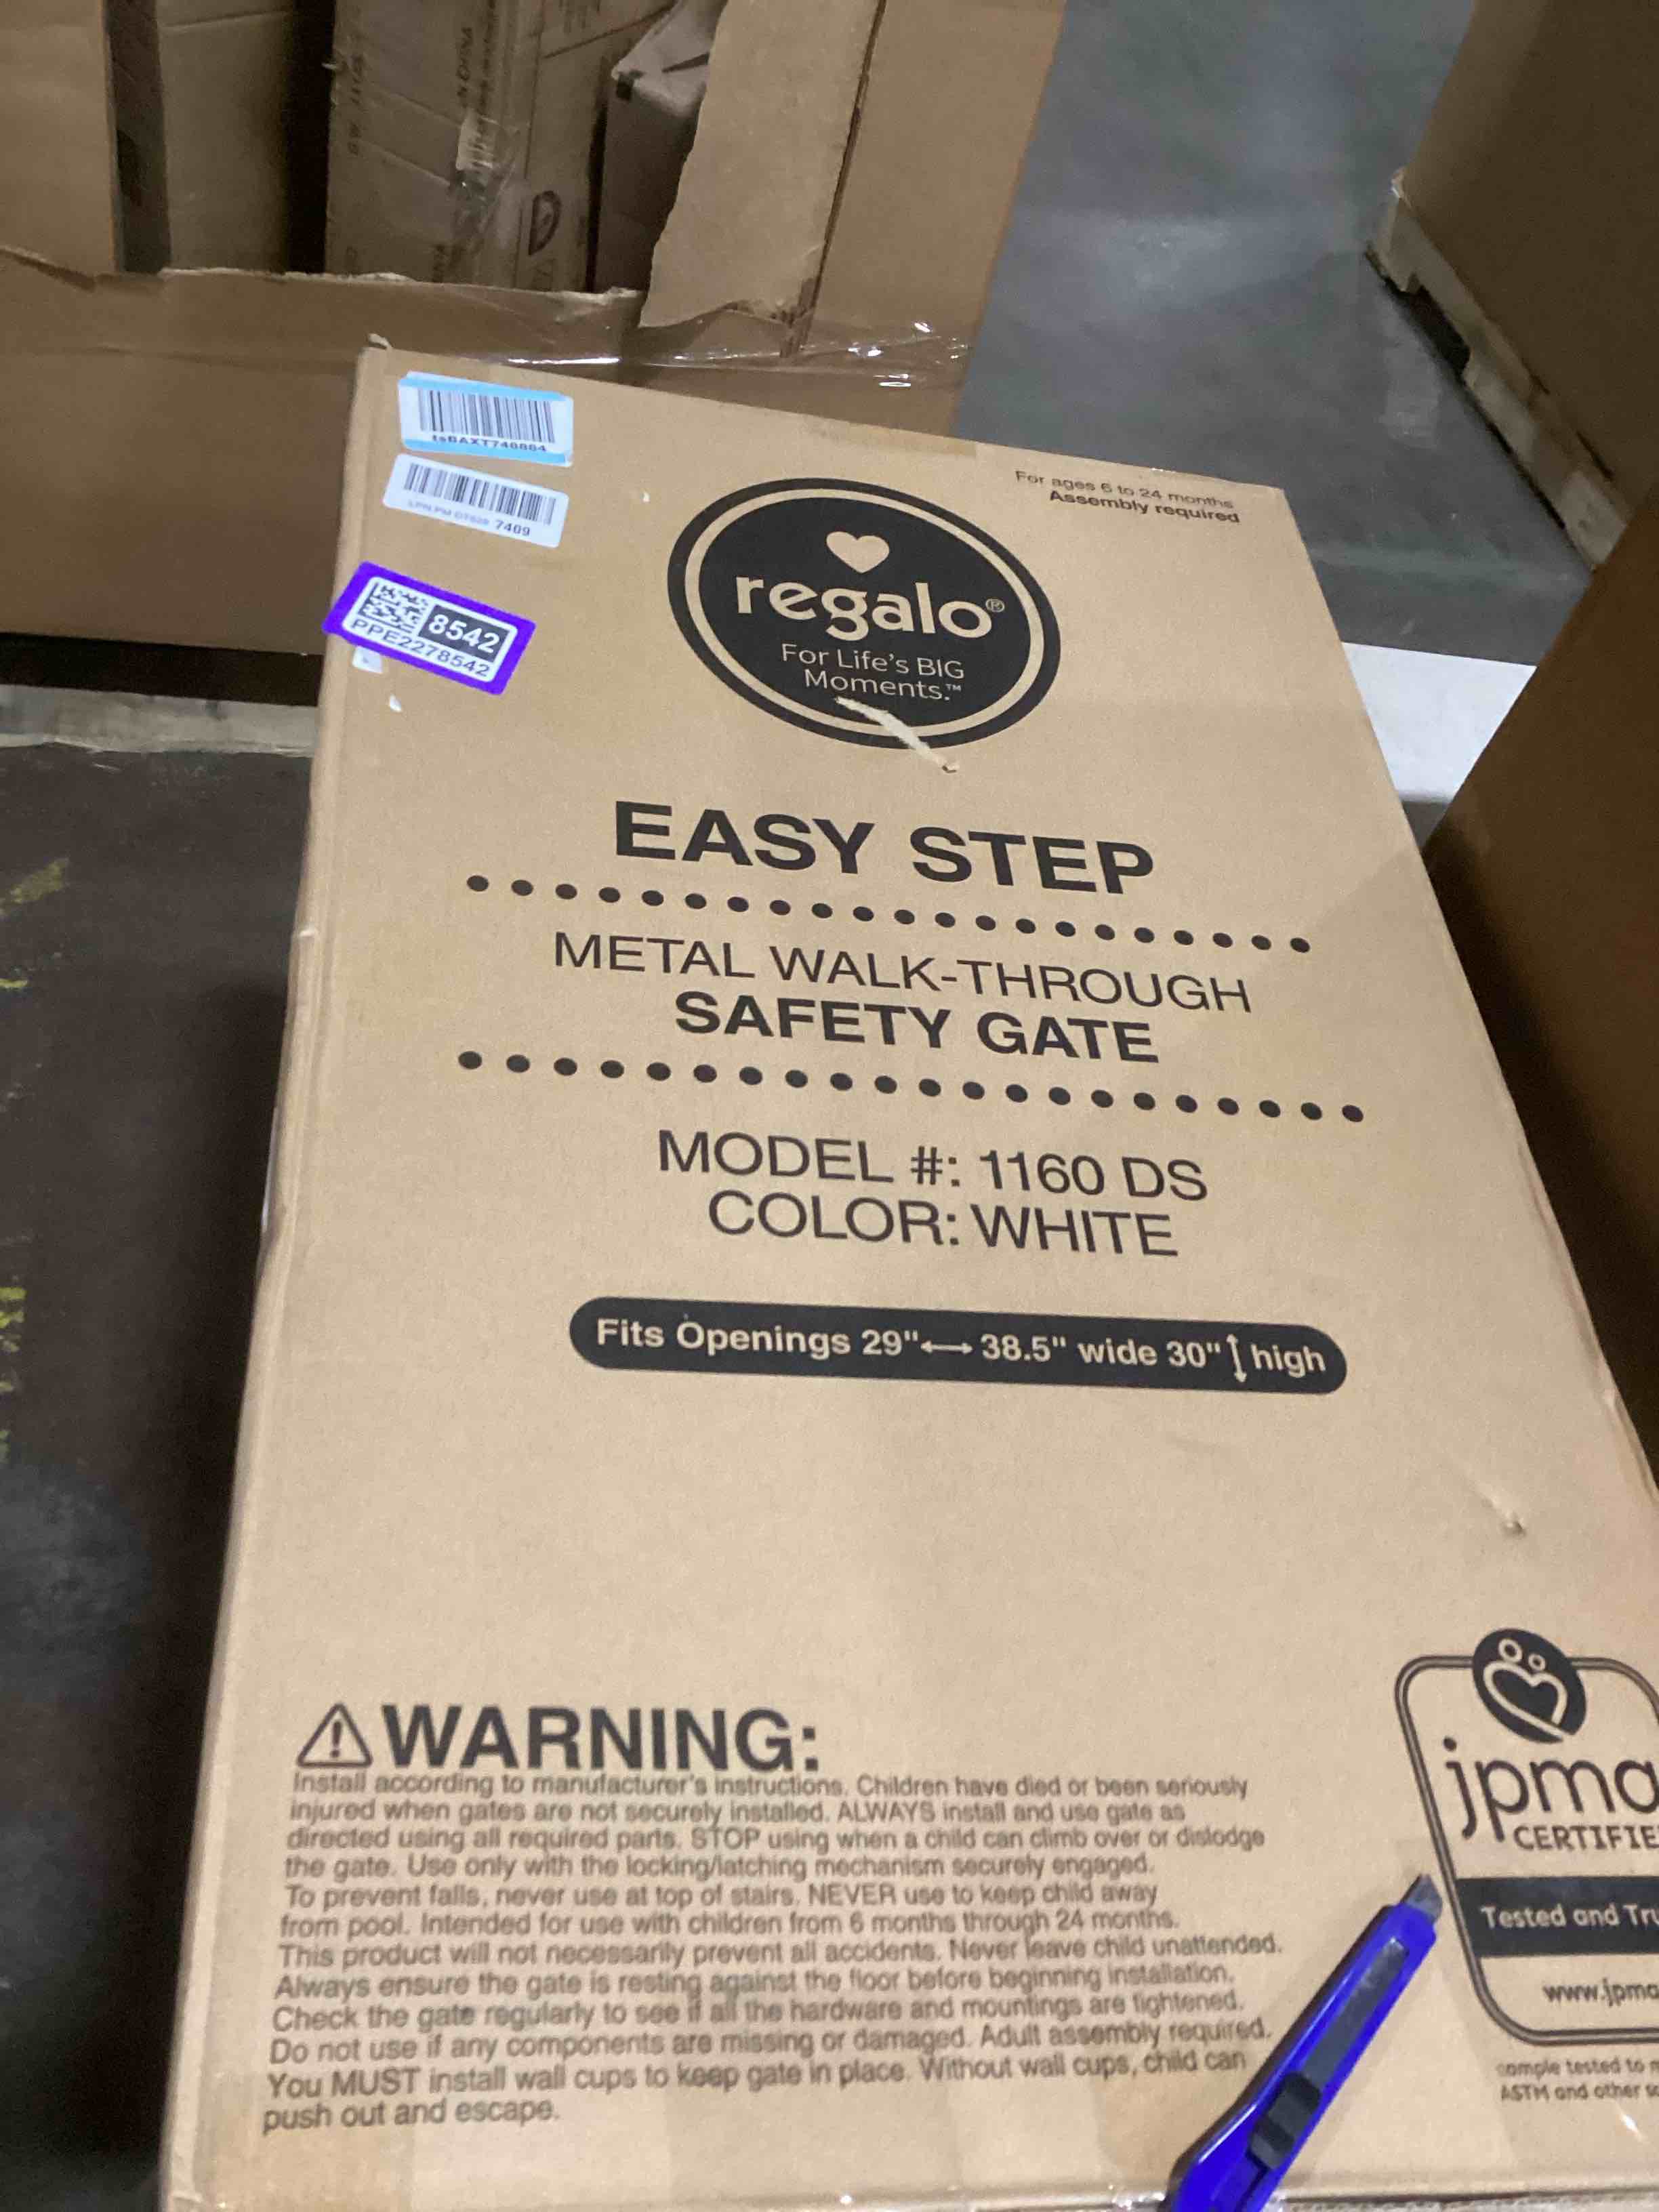 tsBAXT740864
7409
8542
PPE2278542
For ages 6 to 24 months
Assembly required
regalo®
For Life's BIG
Moments.™
EASY STEP
METAL WALK-THROUGH
SAFETY GATE
MODEL #: 1160 DS
COLOR: WHITE
Fits Openings 29"↔38.5" wide 30"↕high
⚠WARNING:
Install according to manufacturer's instructions. Children have died or been seriously
injured when gates are not securely installed. ALWAYS install and use gate as
directed using all required parts. STOP using when a child can climb over or dislodge
the gate. Use only with the locking/latching mechanism securely engaged.
To prevent falls, never use at top of stairs. NEVER use to keep child away
from pool. Intended for use with children from 6 months through 24 months.
This product will not necessarily prevent all accidents. Never leave child unattended.
Always ensure the gate is resting against the floor before beginning installation.
Check the gate regularly to see if all the hardware and mountings are tightened.
Do not use if any components are missing or damaged. Adult assembly required.
You MUST install wall cups to keep gate in place. Without wall cups, child can
push out and escape.
jpma
CERTIFIE
Tested and Tru
www.jpma
sample tested to
ASTM and other